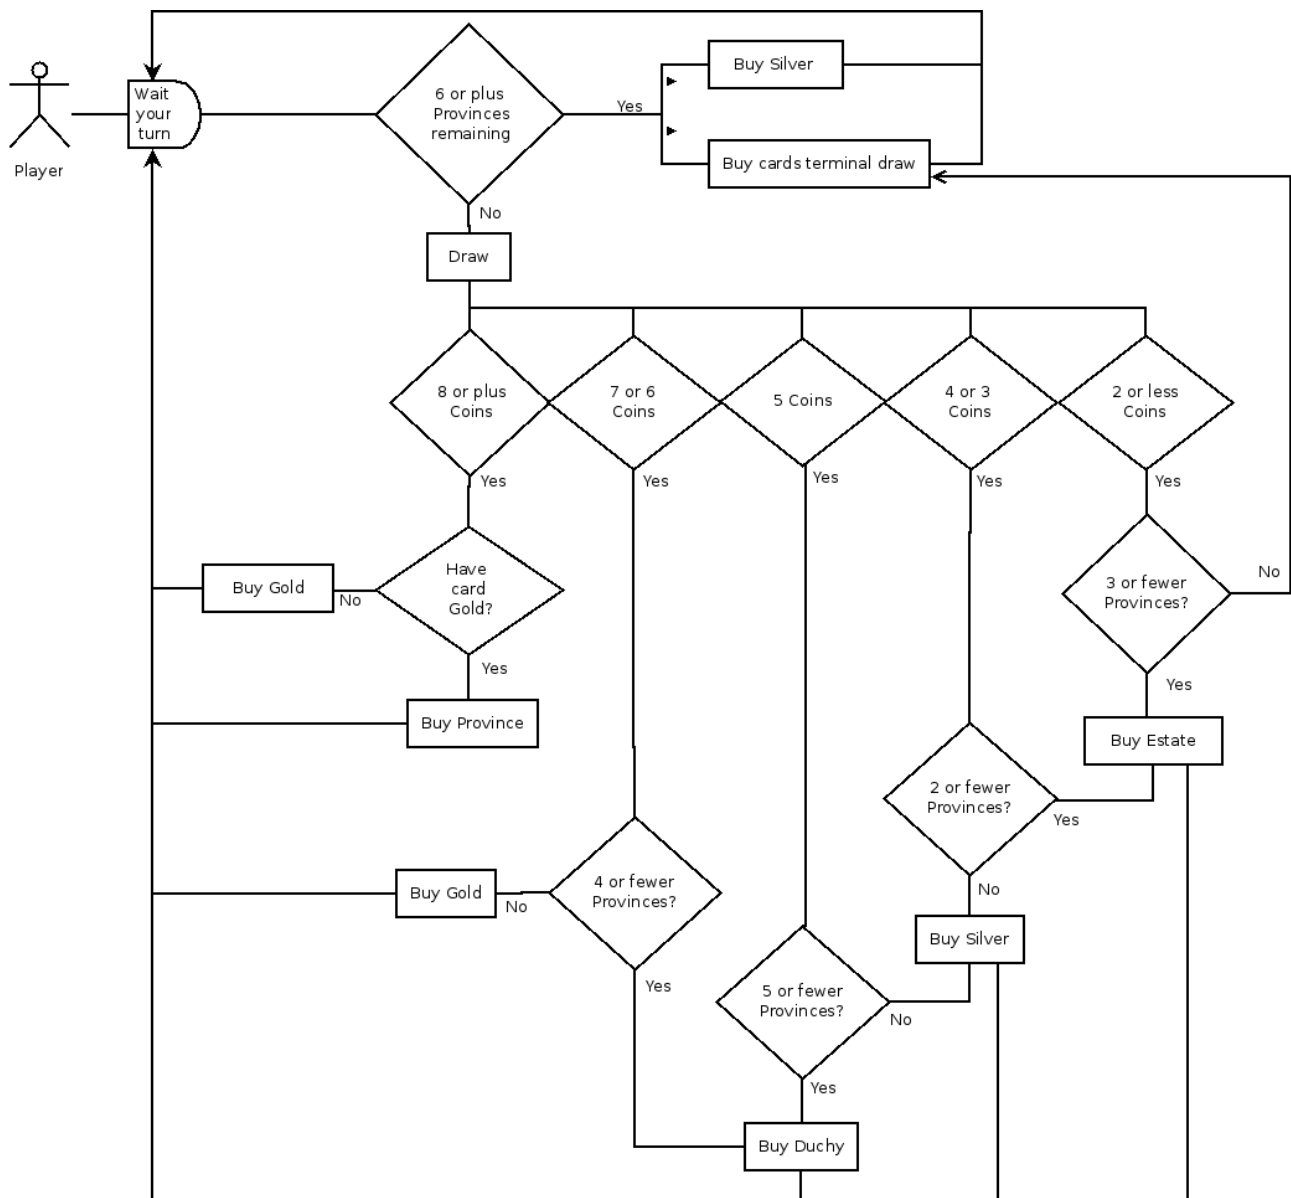 Wait
your
turn
Player
6 or plus
Provinces
remaining
Yes
Buy Silver
Buy cards terminal draw
No
Draw
8 or plus
Coins
7 or 6
Coins
5 Coins
4 or 3
Coins
2 or less
Coins
Yes
Yes
Yes
Yes
Yes
Have
card
Gold?
No
Buy Gold
Yes
Buy Province
3 or fewer
Provinces?
No
Yes
Buy Estate
2 or fewer
Provinces?
Yes
No
Buy Silver
4 or fewer
Provinces?
No
Buy Gold
Yes
5 or fewer
Provinces?
No
Yes
Buy Duchy